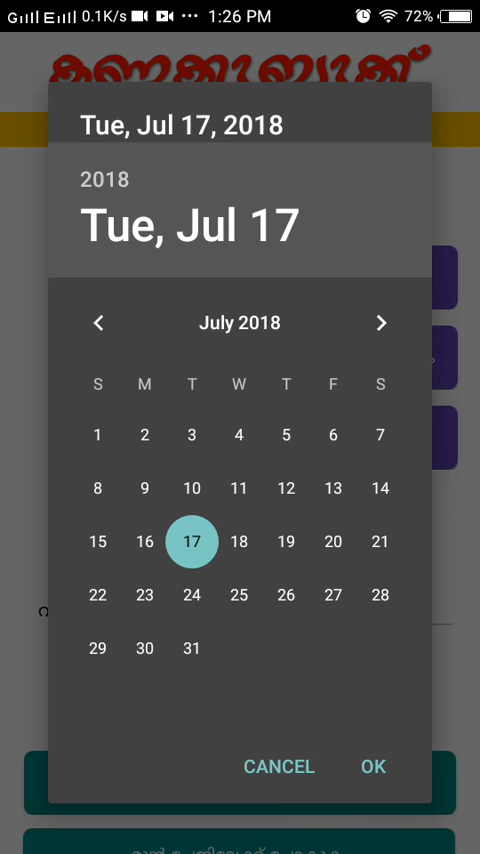 G E 0.1K/s ... 1:26 PM 72%
കണക്കുബുക്ക്
Tue, Jul 17, 2018
2018
Tue, Jul 17
July 2018
S M T W T F S
1 2 3 4 5 6 7
8 9 10 11 12 13 14
15 16 17 18 19 20 21
22 23 24 25 26 27 28
29 30 31
CANCEL OK